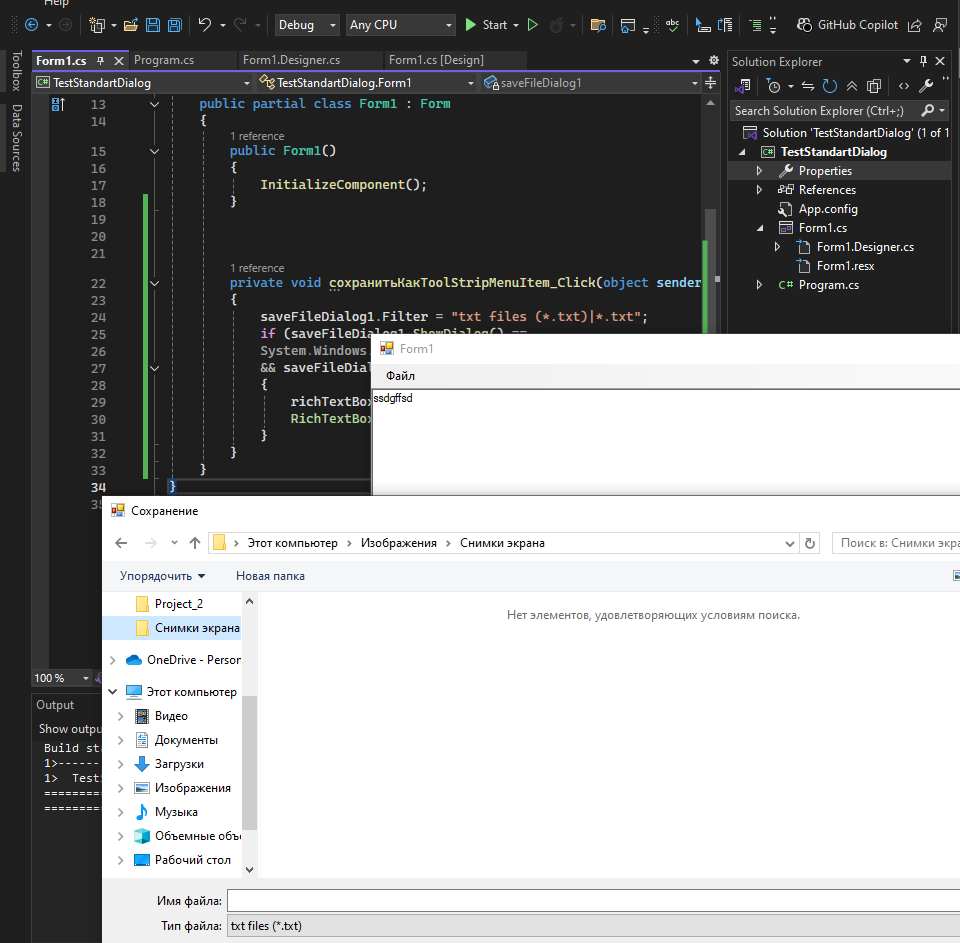 Help
Debug Any CPU Start GitHub Copilot
Form1.cs Program.cs Form1.Designer.cs Form1.cs [Design]
TestStandartDialog TestStandartDialog.Form1 saveFileDialog1
Toolbox
Data Sources
13 public partial class Form1 : Form
14 {
1 reference
15 public Form1()
16 {
17 InitializeComponent();
18 }
19
20
21
1 reference
22 private void сохранитьКакToolStripMenuItem_Click(object sender
23 {
24 saveFileDialog1.Filter = "txt files (*.txt)|*.txt";
25 if (saveFileDialog1.ShowDialog() ==
26 System.Windows.
27 && saveFileDial
28 {
29 richTextBox
30 RichTextBox
31 }
32 }
33 }
34 }
35
100 %
Output
Show outpu
Build sta
1>------
1> Test
=========
=========
Solution Explorer
Search Solution Explorer (Ctrl+;)
Solution 'TestStandartDialog' (1 of 1
C# TestStandartDialog
Properties
References
App.config
Form1.cs
Form1.Designer.cs
Form1.resx
C# Program.cs
Form1
Файл
ssdgffsd
Сохранение
Этот компьютер > Изображения > Снимки экрана
Поиск в: Снимки экра
Упорядочить Новая папка
Project_2
Снимки экрана
OneDrive - Person
Этот компьютер
Видео
Документы
Загрузки
Изображения
Музыка
Объемные объ
Рабочий стол
Нет элементов, удовлетворяющих условиям поиска.
Имя файла:
Тип файла: txt files (*.txt)